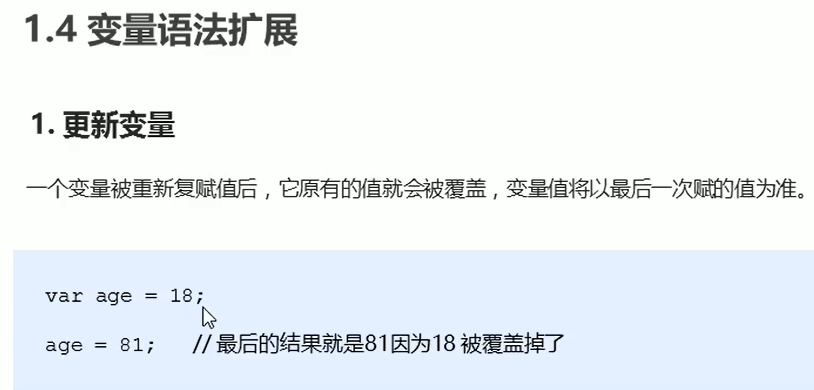 1.4 变量语法扩展
1. 更新变量
一个变量被重新复赋值后，它原有的值就会被覆盖，变量值将以最后一次赋的值为准。
var age = 18;
age = 81;   // 最后的结果就是81因为18 被覆盖掉了